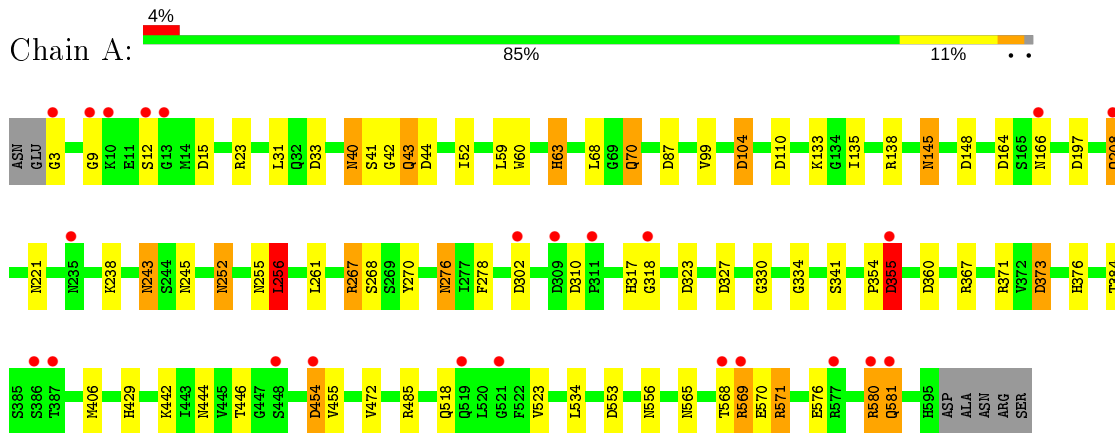 4%
Chain A:
85% 11% • •
ASN GLU G3 G9 K10 E11 S12 G13 M14 D15 R23 L31 Q32 D33 N40 S41 G42 Q43 D44 I52 L59 W60 H63 L68 G69 Q70 D87 V99 D104 D110 K133 G134 I135 R138 N145 D148 D164 S165 N166 D197
N221 N235 K238 N243 S244 N245 N252 N255 L256 L261 R267 S268 S269 Y270 N276 I277 F278 D302 D309 D310 P311 H317 G318 D323 D327 G330 G334 S341 P354 D355 D360 R367 R371 V372 D373 H376 T384
S385 S386 T387 N406 H429 K442 I443 N444 V445 T446 G447 S448 D454 V455 V472 R485 Q518 Q519 L520 G521 F522 V523 L534 D553 N556 N565 T568 R569 E570 R571 E576 R577 R580 Q581 H595 ASP ALA ASN ARG SER